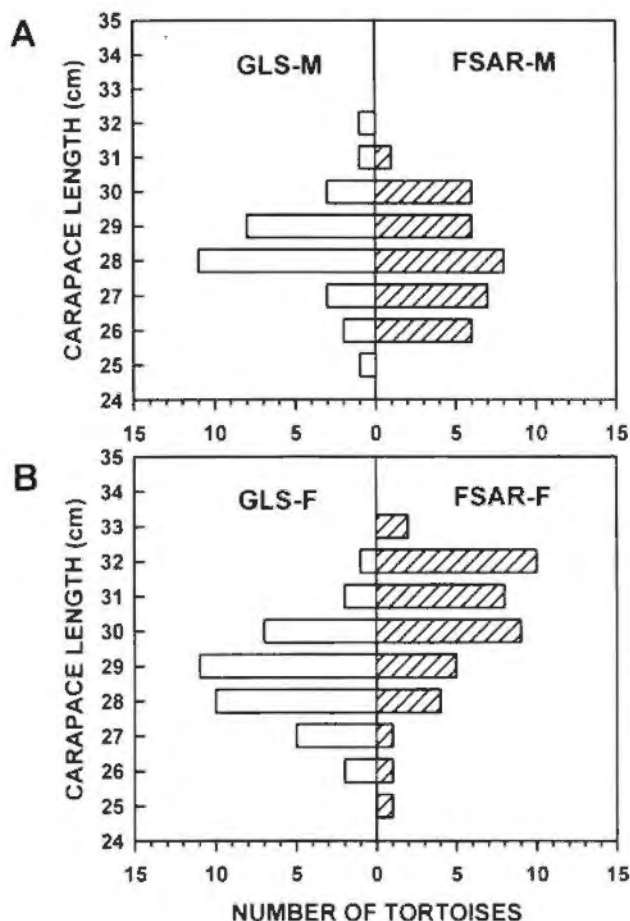 A
GLS-M FSAR-M
CARAPACE LENGTH (cm)
35
34
33
32
31
30
29
28
27
26
25
24
15 10 5 0 5 10 15
B
GLS-F FSAR-F
CARAPACE LENGTH (cm)
35
34
33
32
31
30
29
28
27
26
25
24
15 10 5 0 5 10 15
NUMBER OF TORTOISES